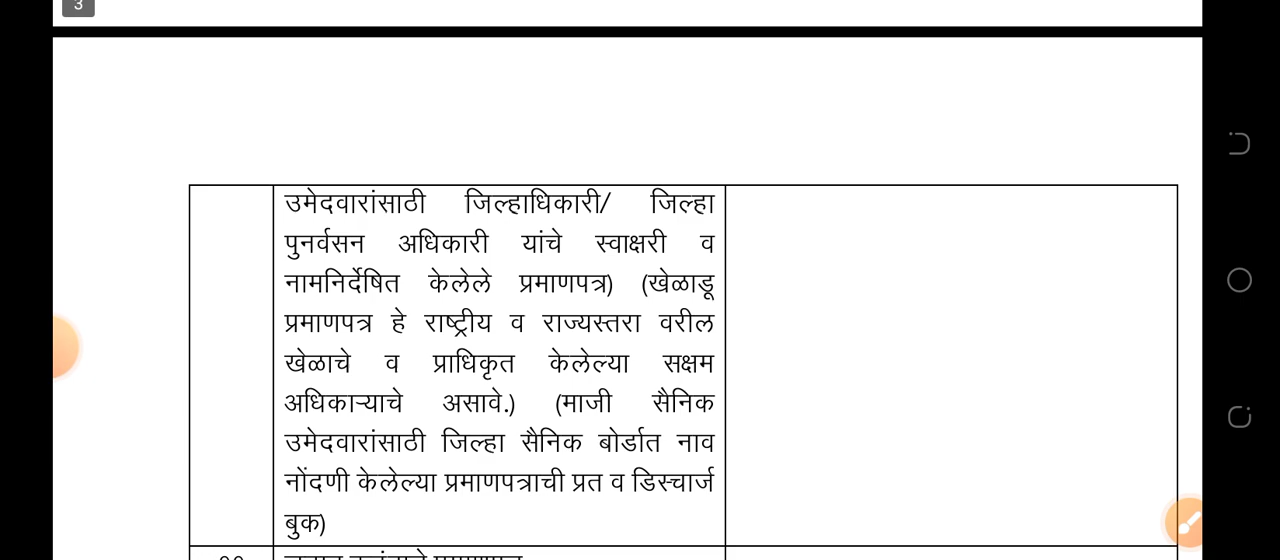 3
उमेदवारांसाठी जिल्हाधिकारी/ जिल्हा
पुनर्वसन अधिकारी यांचे स्वाक्षरी व
नामनिर्देषित केलेले प्रमाणपत्र) (खेळाडू
प्रमाणपत्र हे राष्ट्रीय व राज्यस्तरा वरील
खेळाचे व प्राधिकृत केलेल्या सक्षम
अधिकाऱ्याचे असावे.) (माजी सैनिक
उमेदवारांसाठी जिल्हा सैनिक बोर्डात नाव
नोंदणी केलेल्या प्रमाणपत्राची प्रत व डिस्चार्ज
बुक)